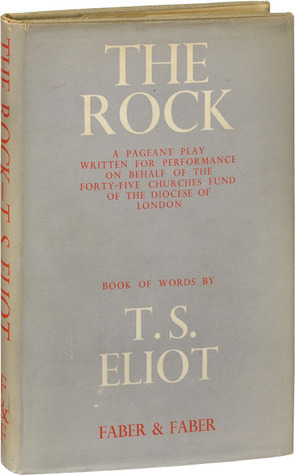 THE
ROCK
A PAGEANT PLAY
WRITTEN FOR PERFORMANCE
ON BEHALF OF THE
FORTY-FIVE CHURCHES FUND
OF THE DIOCESE OF
LONDON
BOOK OF WORDS BY
T. S.
ELIOT
FABER & FABER
THE ROCK T. S. ELIOT